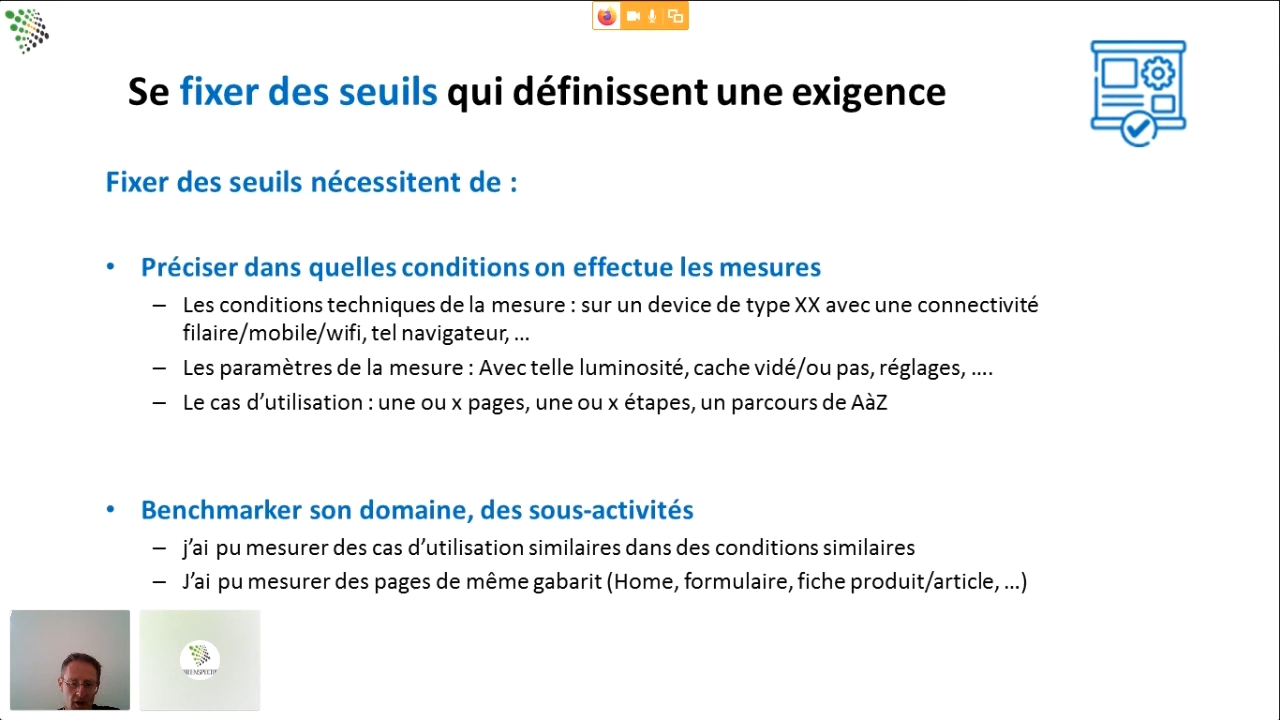 Se fixer des seuils qui définissent une exigence
Fixer des seuils nécessitent de :
• Préciser dans quelles conditions on effectue les mesures
– Les conditions techniques de la mesure : sur un device de type XX avec une connectivité
filaire/mobile/wifi, tel navigateur, …
– Les paramètres de la mesure : Avec telle luminosité, cache vidé/ou pas, réglages, ….
– Le cas d’utilisation : une ou x pages, une ou x étapes, un parcours de AàZ
• Benchmarker son domaine, des sous-activités
– j’ai pu mesurer des cas d’utilisation similaires dans des conditions similaires
– J’ai pu mesurer des pages de même gabarit (Home, formulaire, fiche produit/article, …)